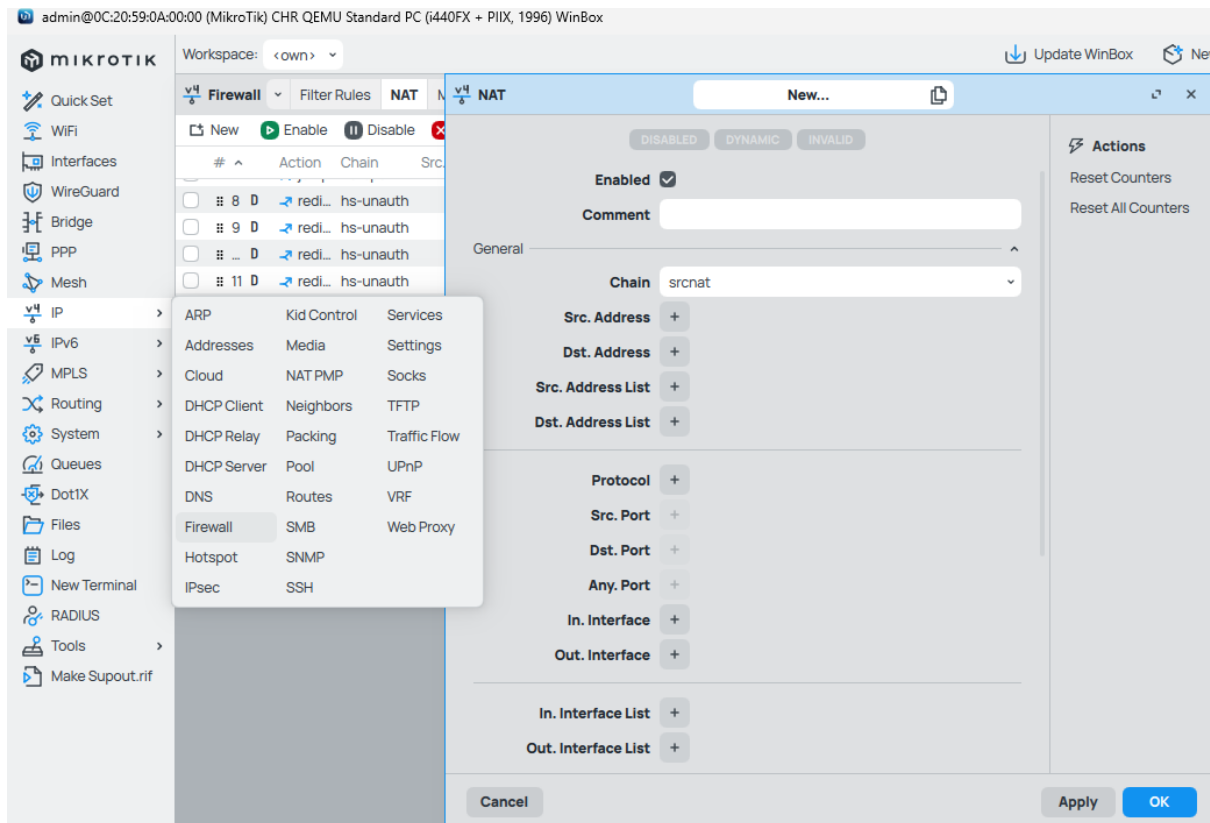 admin@0C:20:59:0A:00:00 (MikroTik) CHR QEMU Standard PC (i440FX + PIIX, 1996) WinBox
MIKROTIK
Workspace: <own>
Update WinBox
Quick Set
WiFi
Interfaces
WireGuard
Bridge
PPP
Mesh
IP
IPv6
MPLS
Routing
System
Queues
Dot1X
Files
Log
New Terminal
RADIUS
Tools
Make Supout.rif
Firewall Filter Rules NAT
New Enable Disable
# Action Chain Src.
8 D redi... hs-unauth
9 D redi... hs-unauth
... D redi... hs-unauth
11 D redi... hs-unauth
ARP Kid Control Services
Addresses Media Settings
Cloud NAT PMP Socks
DHCP Client Neighbors TFTP
DHCP Relay Packing Traffic Flow
DHCP Server Pool UPnP
DNS Routes VRF
Firewall SMB Web Proxy
Hotspot SNMP
IPsec SSH
NAT New...
DISABLED DYNAMIC INVALID
Enabled
Comment
General
Chain srcnat
Src. Address +
Dst. Address +
Src. Address List +
Dst. Address List +
Protocol +
Src. Port +
Dst. Port +
Any. Port +
In. Interface +
Out. Interface +
In. Interface List +
Out. Interface List +
Actions
Reset Counters
Reset All Counters
Cancel Apply OK